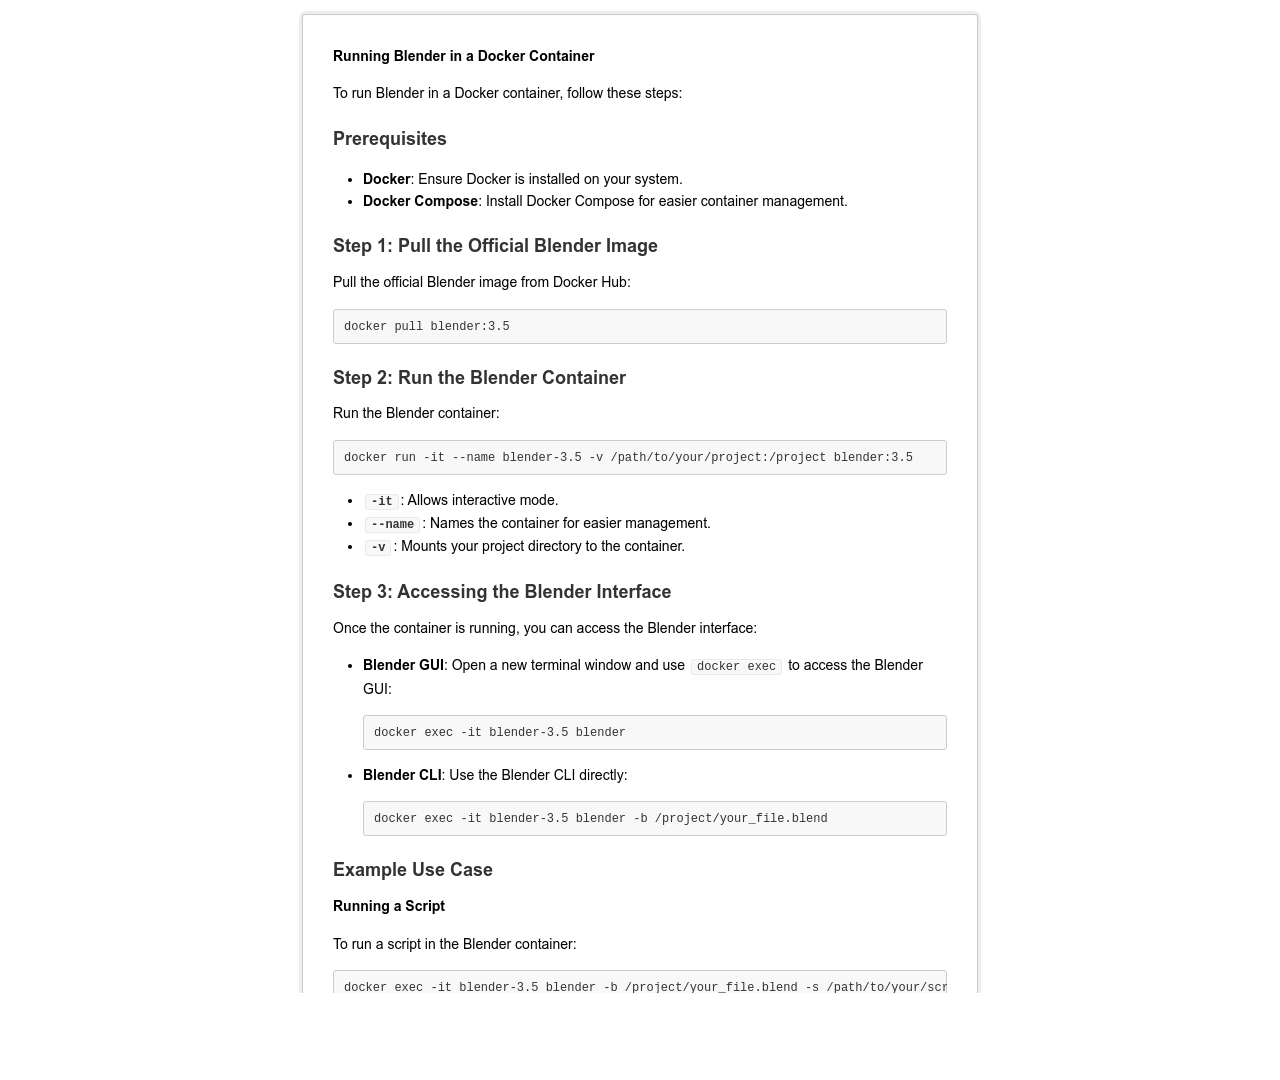 Running Blender in a Docker Container
To run Blender in a Docker container, follow these steps:
Prerequisites
• Docker: Ensure Docker is installed on your system.
• Docker Compose: Install Docker Compose for easier container management.
Step 1: Pull the Official Blender Image
Pull the official Blender image from Docker Hub:
docker pull blender:3.5
Step 2: Run the Blender Container
Run the Blender container:
docker run -it --name blender-3.5 -v /path/to/your/project:/project blender:3.5
• -it : Allows interactive mode.
• --name : Names the container for easier management.
• -v : Mounts your project directory to the container.
Step 3: Accessing the Blender Interface
Once the container is running, you can access the Blender interface:
• Blender GUI: Open a new terminal window and use docker exec to access the Blender
GUI:
docker exec -it blender-3.5 blender
• Blender CLI: Use the Blender CLI directly:
docker exec -it blender-3.5 blender -b /project/your_file.blend
Example Use Case
Running a Script
To run a script in the Blender container:
docker exec -it blender-3.5 blender -b /project/your_file.blend -s /path/to/your/scr